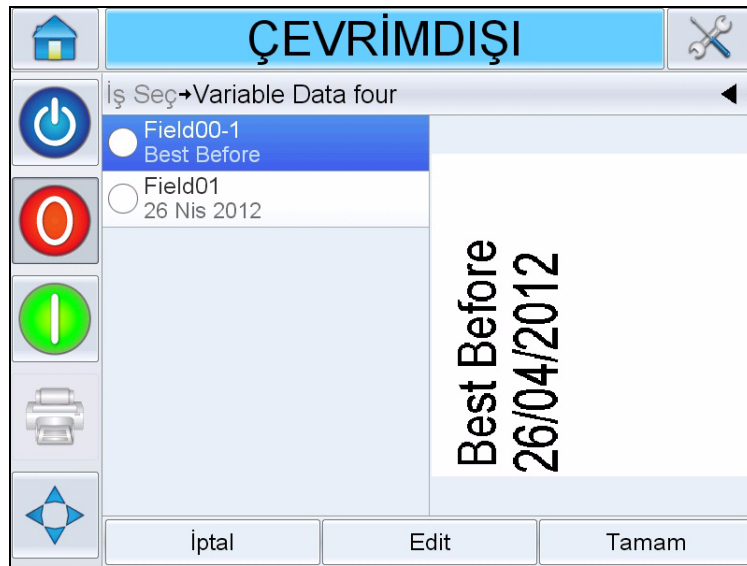 ÇEVRİMDIŞI
İş Seç→Variable Data four
Field00-1
Best Before
Field01
26 Nis 2012
Best Before
26/04/2012
İptal
Edit
Tamam